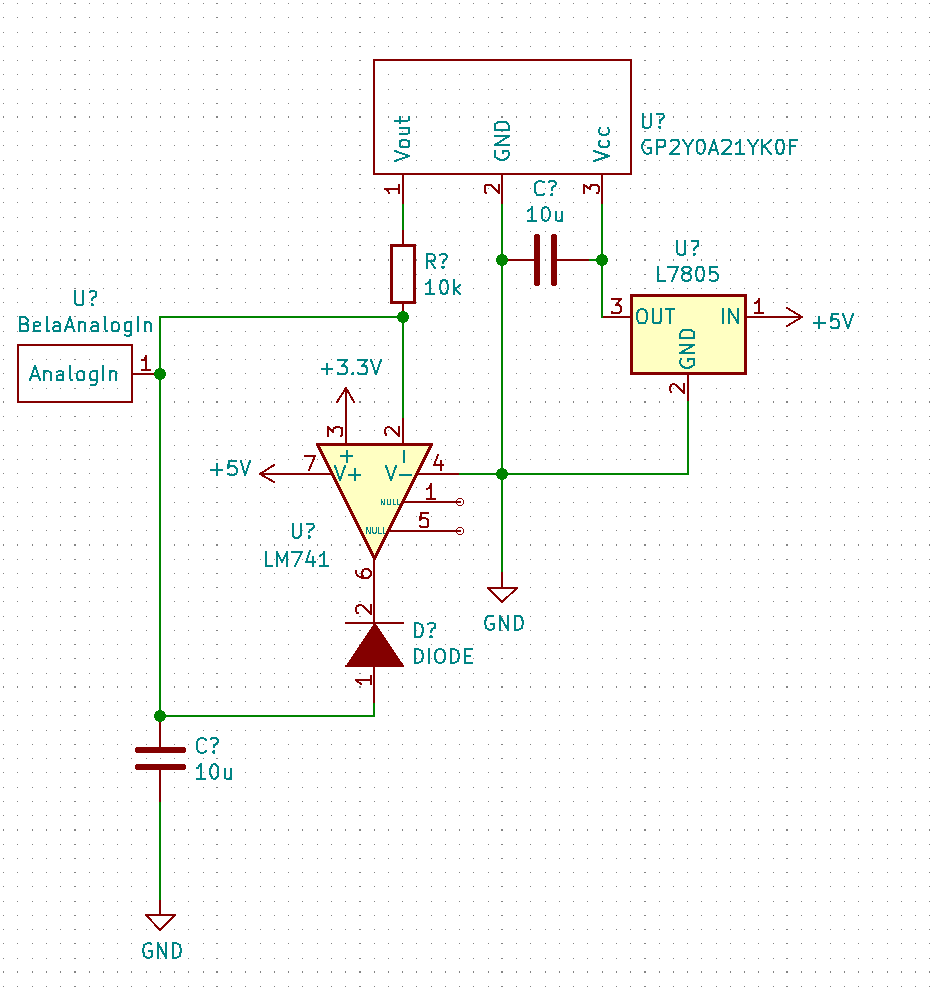 Vout
GND
Vcc
U?
GP2Y0A21YK0F
1
2
3
C?
10u
R?
10k
U?
L7805
3
OUT
IN
1
+5V
GND
2
U?
BelaAnalogIn
AnalogIn
1
+3.3V
3
2
+
-
+5V
7
V+
V-
4
NULL
1
NULL
5
U?
LM741
6
GND
2
D?
DIODE
1
C?
10u
GND